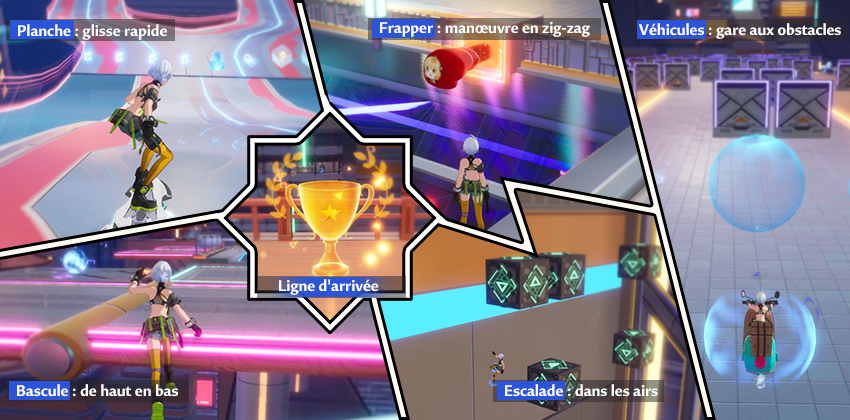 Planche : glisse rapide
Frapper : manœuvre en zig-zag
Véhicules : gare aux obstacles
Ligne d'arrivée
Bascule : de haut en bas
Escalade : dans les airs